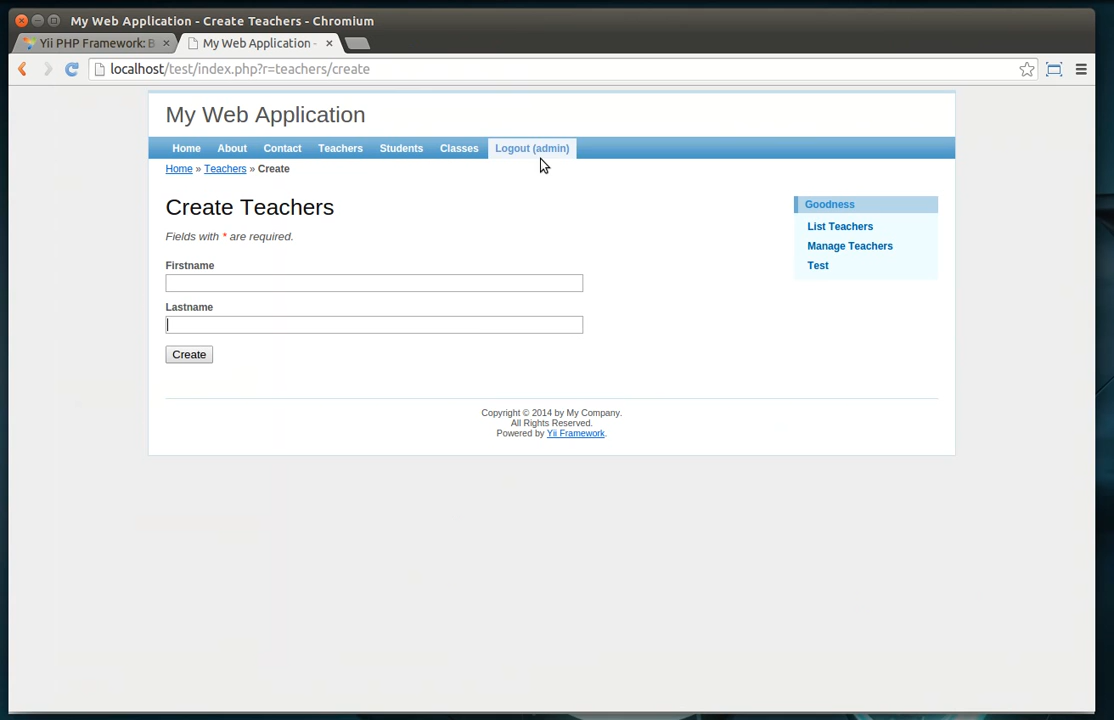 My Web Application - Create Teachers - Chromium
Yii PHP Framework: B
My Web Application -
localhost/test/index.php?r=teachers/create
My Web Application
Home About Contact Teachers Students Classes Logout (admin)
Home » Teachers » Create
Create Teachers
Fields with * are required.
Firstname
Lastname
Create
Goodness
List Teachers
Manage Teachers
Test
Copyright © 2014 by My Company.
All Rights Reserved.
Powered by Yii Framework.